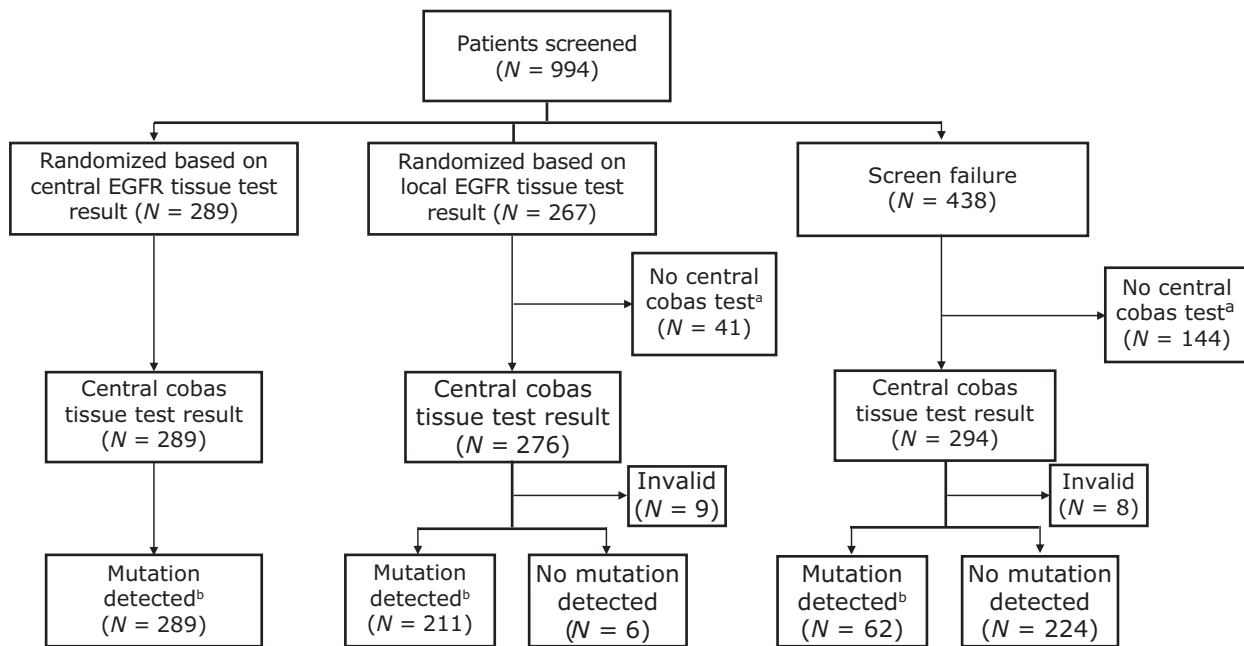 Patients screened
(N = 994)
Randomized based on
central EGFR tissue test
result (N = 289)
Randomized based on
local EGFR tissue test
result (N = 267)
Screen failure
(N = 438)
No central
cobas testᵃ
(N = 41)
No central
cobas testᵃ
(N = 144)
Central cobas
tissue test result
(N = 289)
Central cobas
tissue test result
(N = 276)
Central cobas
tissue test result
(N = 294)
Invalid
(N = 9)
Invalid
(N = 8)
Mutation
detectedᵇ
(N = 289)
Mutation
detectedᵇ
(N = 211)
No mutation
detected
(N = 6)
Mutation
detectedᵇ
(N = 62)
No mutation
detected
(N = 224)